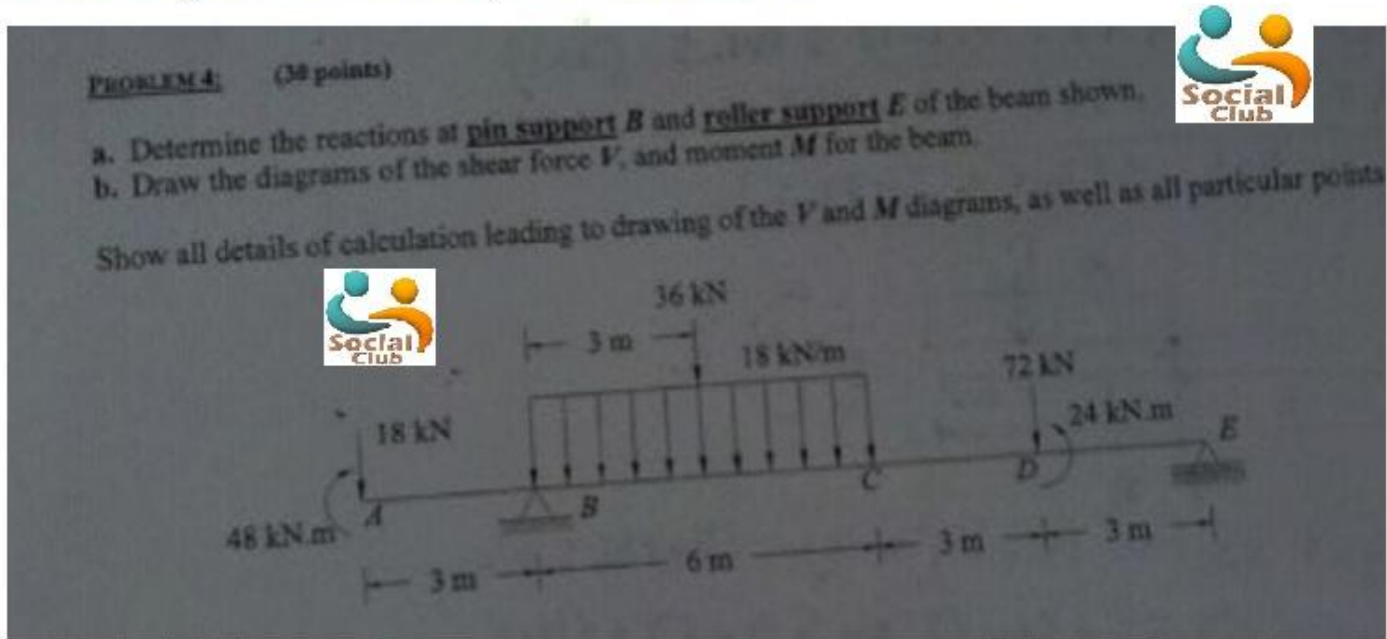 PROBLEM 4: (30 points)
Social
Club
a. Determine the reactions at pin support B and roller support E of the beam shown.
b. Draw the diagrams of the shear force V, and moment M for the beam.
Show all details of calculation leading to drawing of the V and M diagrams, as well as all particular points
Social
Club
36 kN
3 m
18 kN/m
72 kN
18 kN
24 kN.m
E
D
C
B
A
48 kN.m
3 m
6 m
3 m
3 m